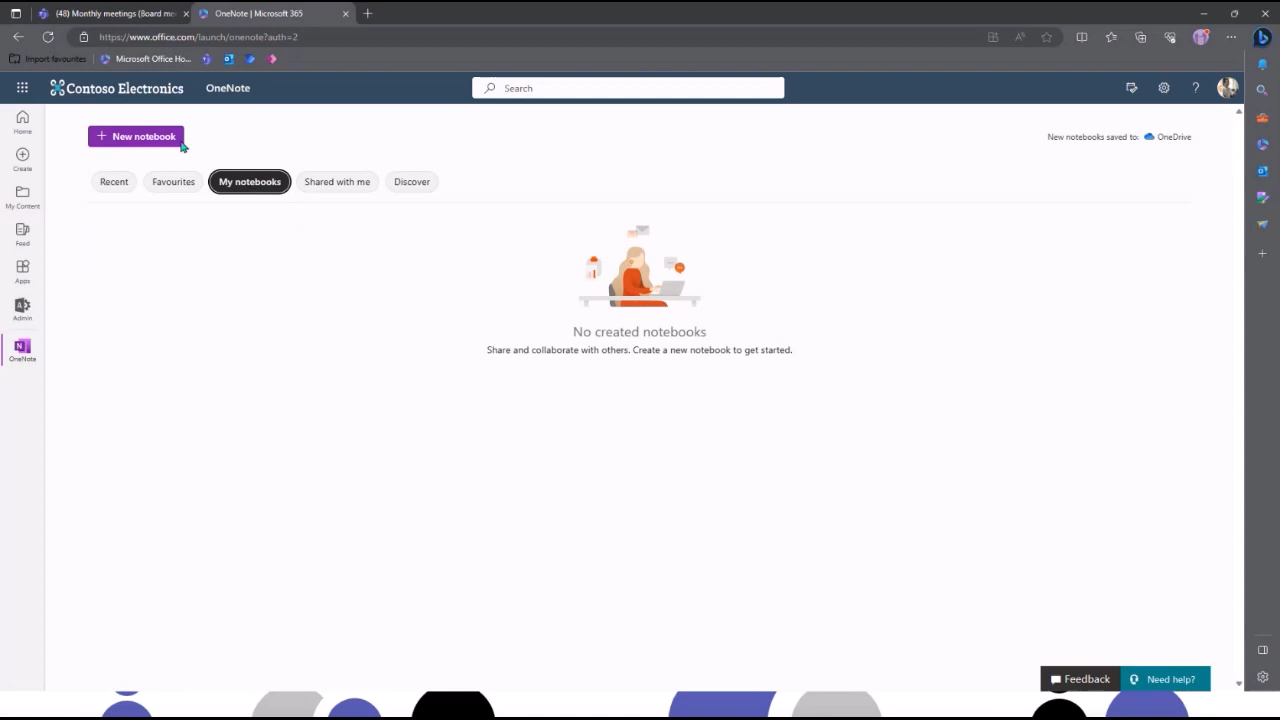 (48) Monthly meetings (Board me
OneNote | Microsoft 365
https://www.office.com/launch/onenote?auth=2
Import favourites
Microsoft Office Ho...
Contoso Electronics
OneNote
Search
Home
Create
My Content
Feed
Apps
Admin
OneNote
+ New notebook
New notebooks saved to: OneDrive
Recent
Favourites
My notebooks
Shared with me
Discover
No created notebooks
Share and collaborate with others. Create a new notebook to get started.
Feedback
Need help?